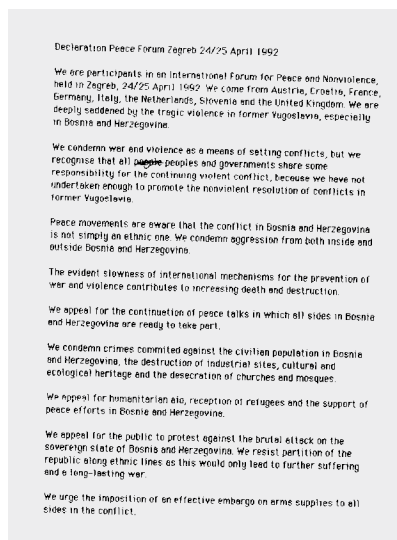 Declaration Peace Forum Zagreb 24/25 April 1992
We are participants in an International Forum for Peace and Nonviolence,
held in Zagreb, 24/25 April 1992. We come from Austria, Croatia, France,
Germany, Italy, the Netherlands, Slovenia and the United Kingdom. We are
deeply saddened by the tragic violence in former Yugoslavia, especially
in Bosnia and Herzegovina.
We condemn war and violence as a means of setting conflicts, but we
recognise that all people peoples and governments share some
responsibility for the continuing violent conflict, because we have not
undertaken enough to promote the nonviolent resolution of conflicts in
former Yugoslavia.
Peace movements are aware that the conflict in Bosnia and Herzegovina
is not simply an ethnic one. We condemn aggression from both inside and
outside Bosnia and Herzegovina.
The evident slowness of international mechanisms for the prevention of
war and violence contributes to increasing death and destruction.
We appeal for the continuation of peace talks in which all sides in Bosnia
and Herzegovina are ready to take part.
We condemn crimes commited against the civilian population in Bosnia
and Herzegovina, the destruction of industrial sites, cultural and
ecological heritage and the desecration of churches and mosques.
We appeal for humanitarian aid, reception of refugees and the support of
peace efforts in Bosnia and Herzegovina.
We appeal for the public to protest against the brutal attack on the
sovereign state of Bosnia and Herzegovina. We resist partition of the
republic along ethnic lines as this would only lead to further suffering
and a long-lasting war.
We urge the imposition of an effective embargo on arms supplies to all
sides in the conflict.